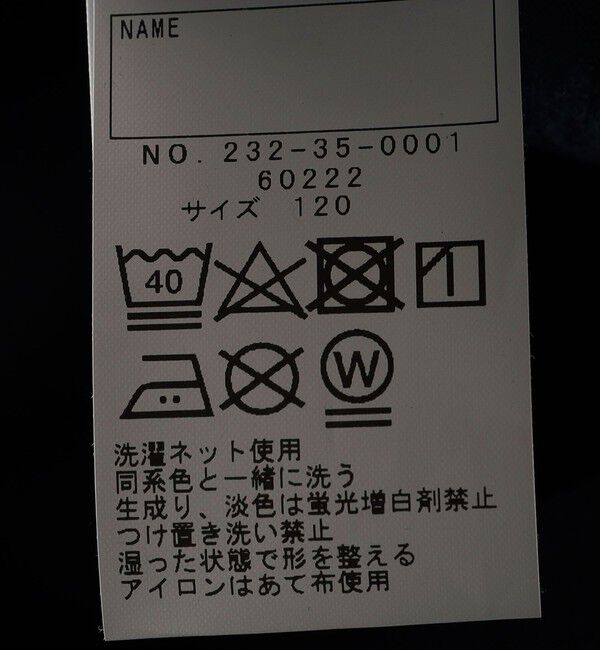 NAME
NO. 232-35-0001
60222
サイズ 120
40
W
洗濯ネット使用
同系色と一緒に洗う
生成り、淡色は蛍光増白剤禁止
つけ置き洗い禁止
湿った状態で形を整える
アイロンはあて布使用